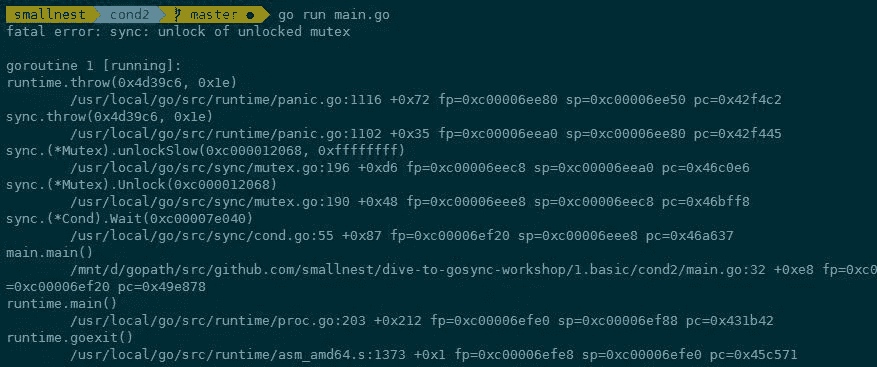 smallnest cond2 master ● go run main.go
fatal error: sync: unlock of unlocked mutex
goroutine 1 [running]:
runtime.throw(0x4d39c6, 0x1e)
/usr/local/go/src/runtime/panic.go:1116 +0x72 fp=0xc00006ee80 sp=0xc00006ee50 pc=0x42f4c2
sync.throw(0x4d39c6, 0x1e)
/usr/local/go/src/runtime/panic.go:1102 +0x35 fp=0xc00006eea0 sp=0xc00006ee80 pc=0x42f445
sync.(*Mutex).unlockSlow(0xc000012068, 0xffffffff)
/usr/local/go/src/sync/mutex.go:196 +0xd6 fp=0xc00006eec8 sp=0xc00006eea0 pc=0x46c0e6
sync.(*Mutex).Unlock(0xc000012068)
/usr/local/go/src/sync/mutex.go:190 +0x48 fp=0xc00006eee8 sp=0xc00006eec8 pc=0x46bff8
sync.(*Cond).Wait(0xc00007e040)
/usr/local/go/src/sync/cond.go:55 +0x87 fp=0xc00006ef20 sp=0xc00006eee8 pc=0x46a637
main.main()
/mnt/d/gopath/src/github.com/smallnest/dive-to-gosync-workshop/1.basic/cond2/main.go:32 +0xe8 fp=0xc0
=0xc00006ef20 pc=0x49e878
runtime.main()
/usr/local/go/src/runtime/proc.go:203 +0x212 fp=0xc00006efe0 sp=0xc00006ef88 pc=0x431b42
runtime.goexit()
/usr/local/go/src/runtime/asm_amd64.s:1373 +0x1 fp=0xc00006efe8 sp=0xc00006efe0 pc=0x45c571